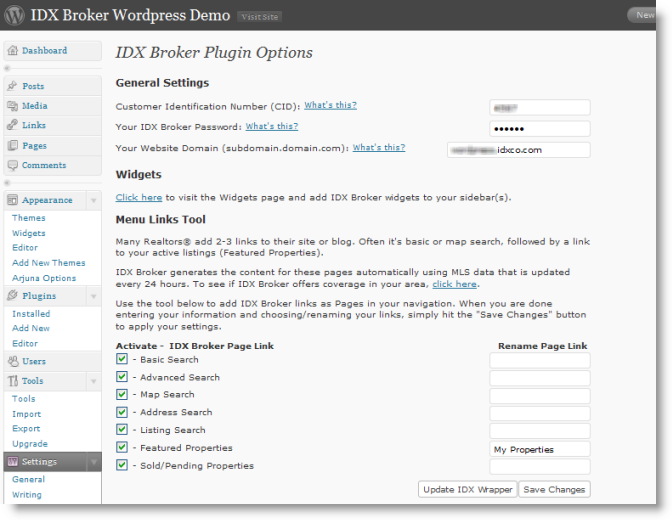 IDX Broker Wordpress Demo Visit Site New
Dashboard
Posts
Media
Links
Pages
Comments
Appearance
Themes
Widgets
Editor
Add New Themes
Arjuna Options
Plugins
Installed
Add New
Editor
Users
Tools
Tools
Import
Export
Upgrade
Settings
General
Writing
IDX Broker Plugin Options
General Settings
Customer Identification Number (CID): What's this?
Your IDX Broker Password: What's this? ••••••
Your Website Domain (subdomain.domain.com): What's this? .idxco.com
Widgets
Click here to visit the Widgets page and add IDX Broker widgets to your sidebar(s).
Menu Links Tool
Many Realtors® add 2-3 links to their site or blog. Often it's basic or map search, followed by a link
to your active listings (Featured Properties).
IDX Broker generates the content for these pages automatically using MLS data that is updated
every 24 hours. To see if IDX Broker offers coverage in your area, click here.
Use the tool below to add IDX Broker links as Pages in your navigation. When you are done
entering your information and choosing/renaming your links, simply hit the "Save Changes" button
to apply your settings.
Activate - IDX Broker Page Link Rename Page Link
- Basic Search
- Advanced Search
- Map Search
- Address Search
- Listing Search
- Featured Properties My Properties
- Sold/Pending Properties
Update IDX Wrapper Save Changes